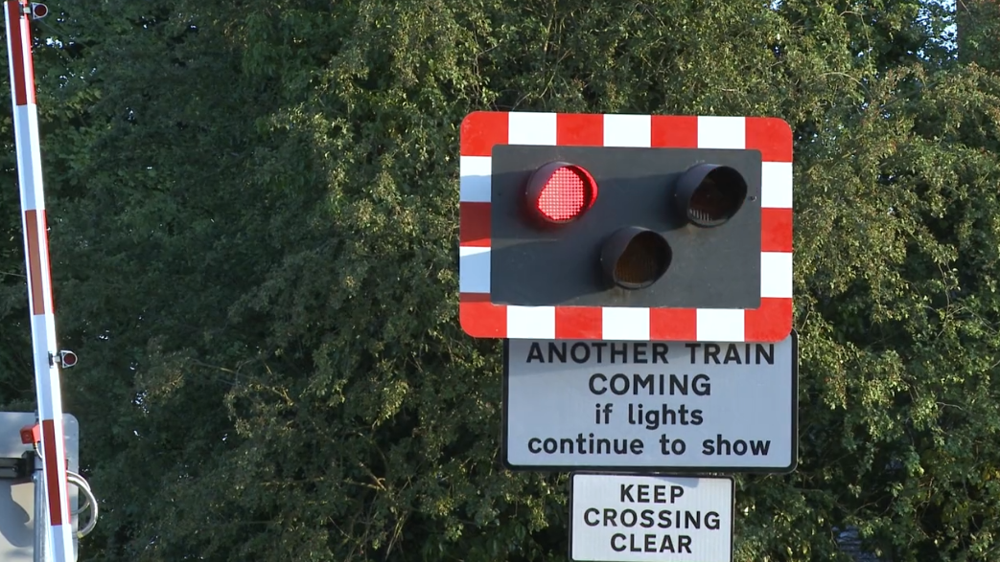 ANOTHER TRAIN
COMING
if lights
continue to show
KEEP
CROSSING
CLEAR